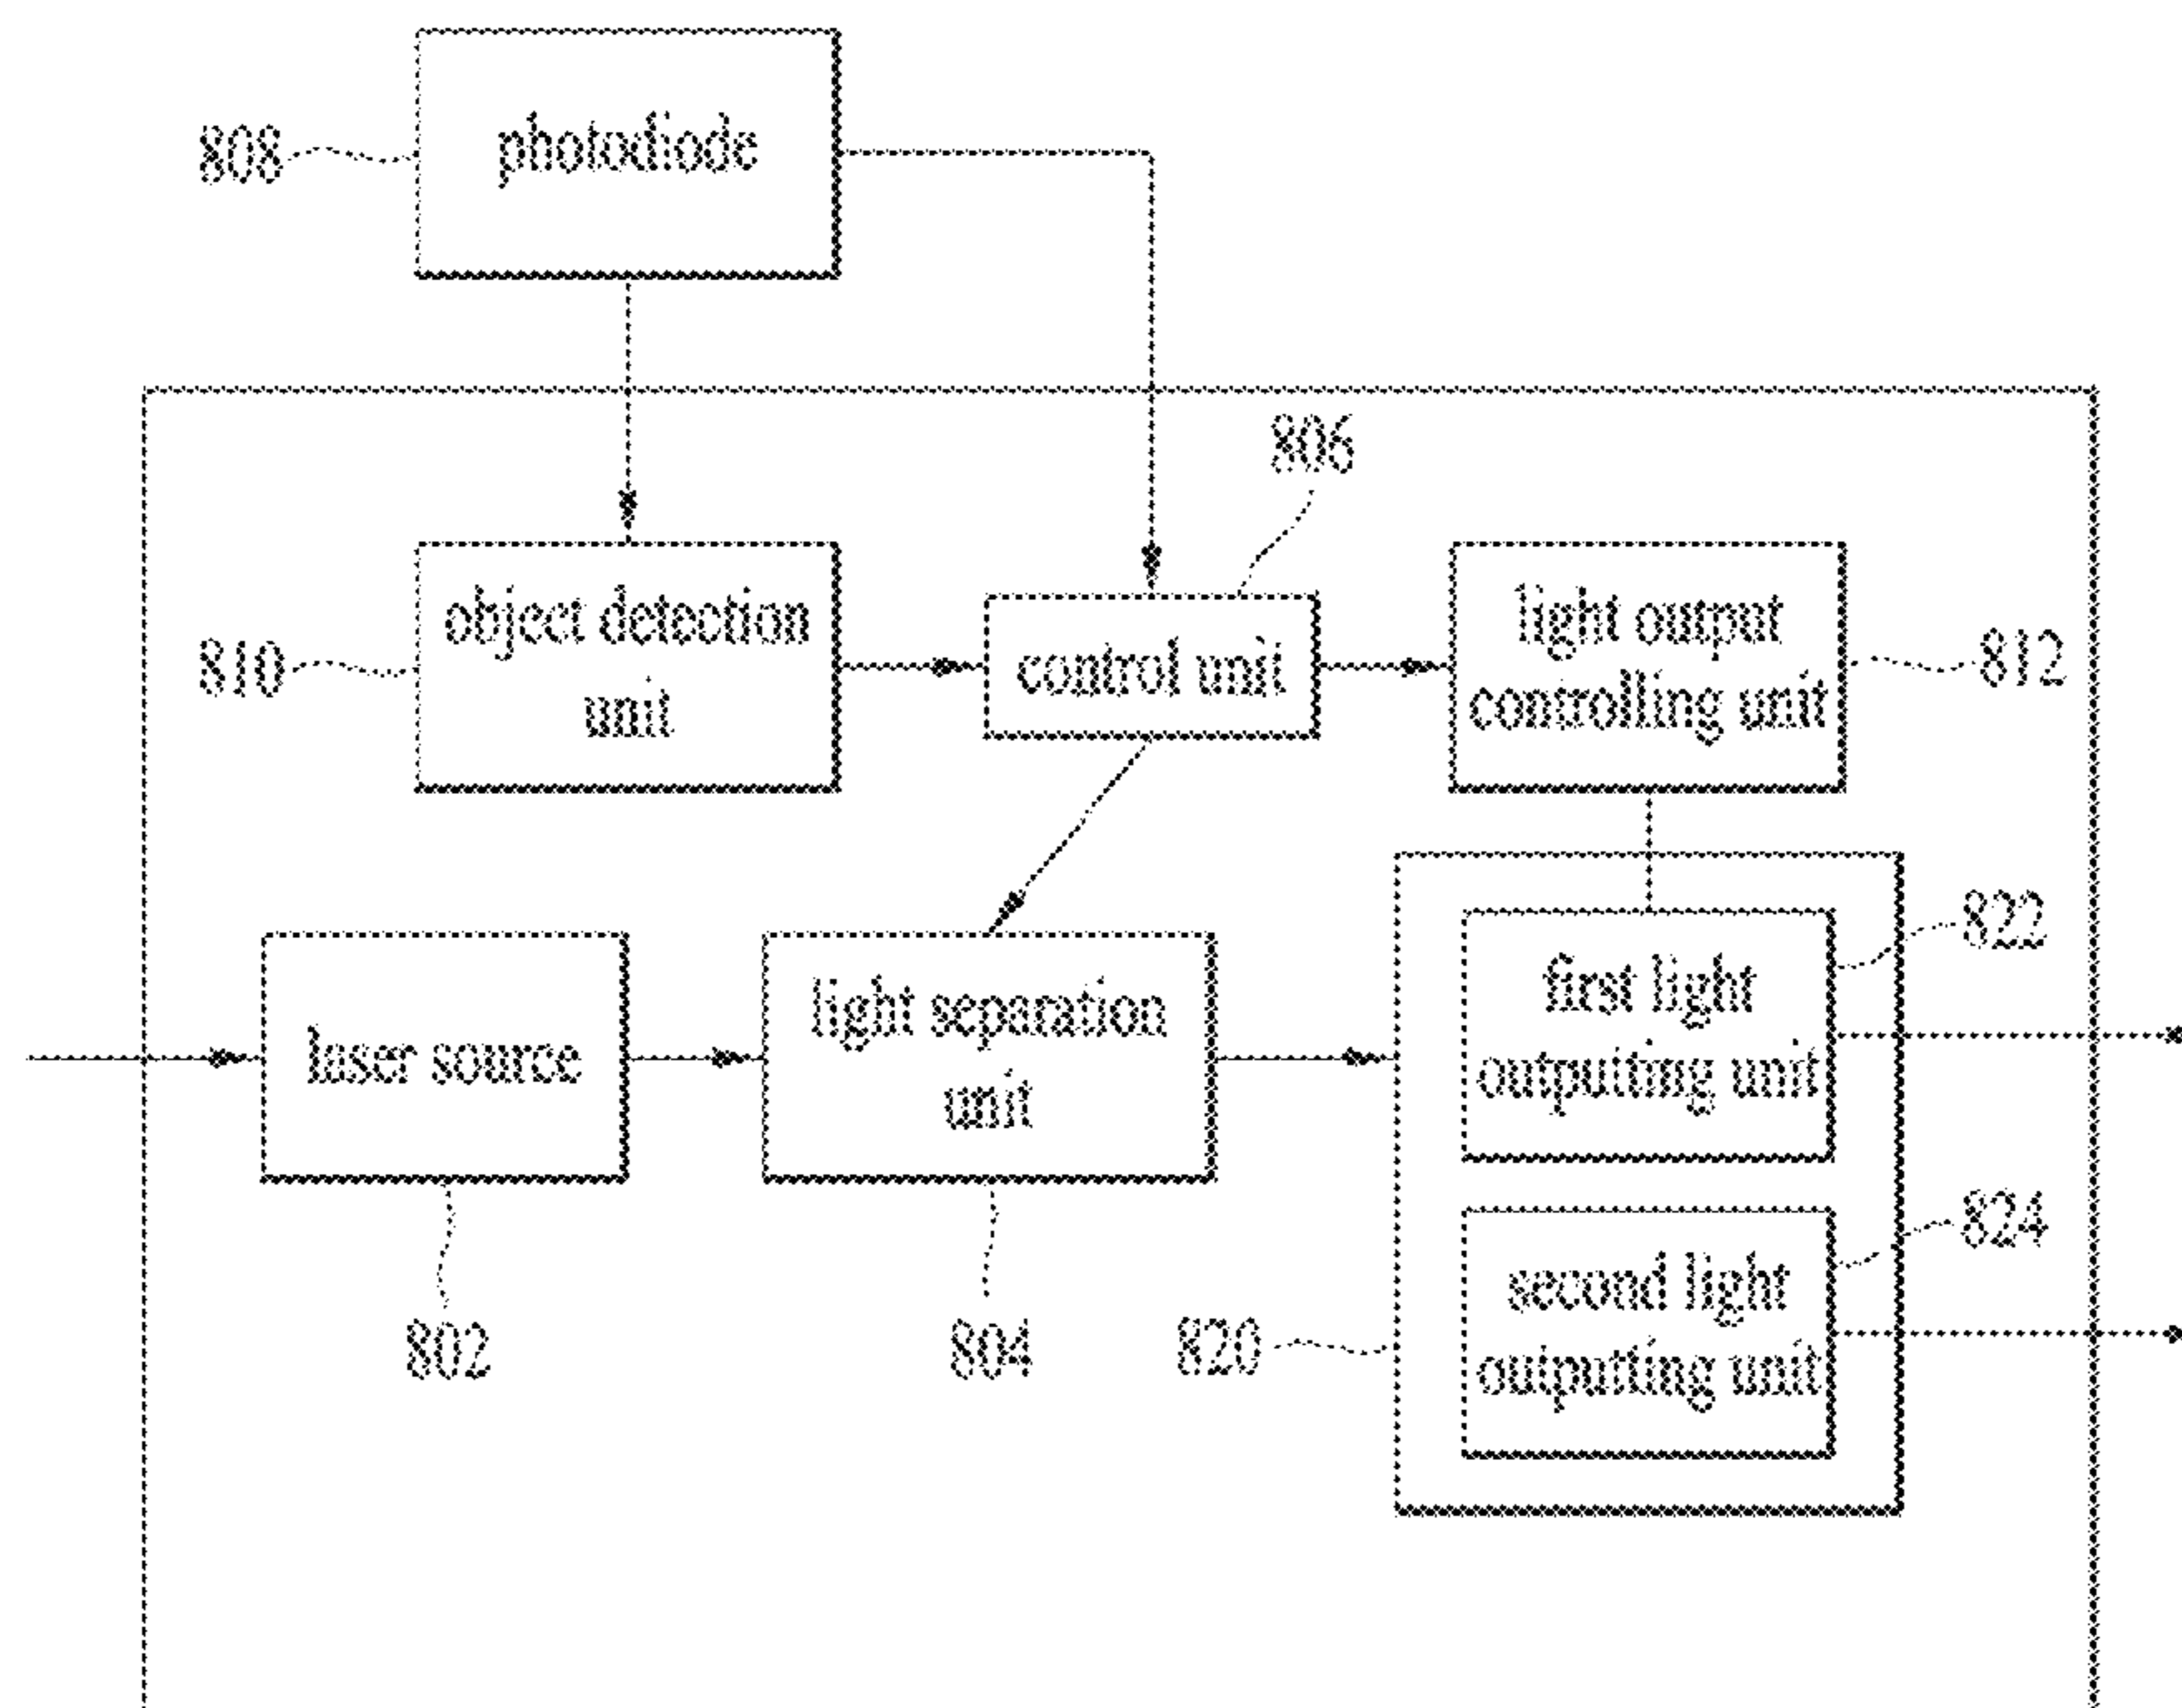 808
photodiode
806
810
object detection
unit
control unit
light output
controlling unit
812
laser source
light separation
unit
822
first light
outputing unit
824
second light
outputting unit
802
804
820